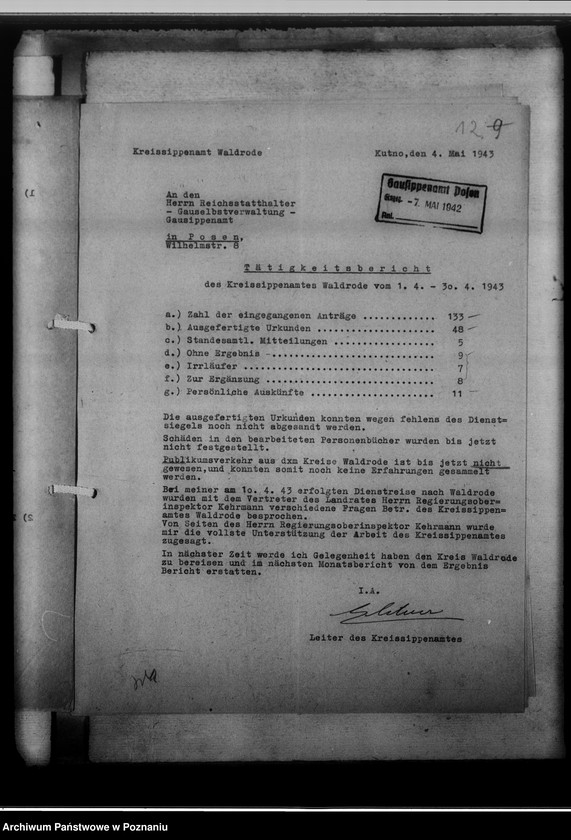 12. 9
Kreissippenamt Waldrode
Kutno,den 4. Mai 1943
Gausippenamt Posen
Eing. -7. MAI 1942
An den
Herrn Reichsstatthalter
- Gauselbstverwaltung -
Gausippenamt
in Posen,
Wilhelmstr. 8
Tätigkeitsbericht
des Kreissippenamtes Waldrode vom 1. 4. - 3o. 4. 1943
a.) Zahl der eingegangenen Anträge ............. 133
b.) Ausgefertigte Urkunden ..................... 48
c.) Standesamtl. Mitteilungen .................. 5
d.) Ohne Ergebnis -............................. 9
e.) Irrläufer .................................. 7
f.) Zur Ergänzung .............................. 8
g.) Persönliche Auskünfte ...................... 11
Die ausgefertigten Urkunden konnten wegen fehlens des Dienst=
siegels noch nicht abgesandt werden.
Schäden in den bearbeiteten Personenbücher wurden bis jetzt
nicht festgestellt.
Publikumsverkehr aus dxm Kreise Waldrode ist bis jetzt nicht
gewesen,und konnten somit noch keine Erfahrungen gesammelt
werden.
Bei meiner am 1o. 4. 43 erfolgten Dienstreise nach Waldrode
wurden mit dem Vertreter des Landrates Herrn Regierungsober=
inspektor Kehrmann verschiedene Fragen Betr. des Kreissippen=
amtes Waldrode besprochen.
Von Seiten des Herrn Regierungsoberinspektor Kehrmann wurde
mir die vollste Unterstützung der Arbeit des Kreissippenamtes
zugesagt.
In nächster Zeit werde ich Gelegenheit haben den Kreis Waldrode
zu bereisen und im nächsten Monatsbericht von dem Ergebnis
Bericht erstatten.
I.A.
Leiter des Kreissippenamtes
1)
2)
Archiwum Państwowe w Poznaniu